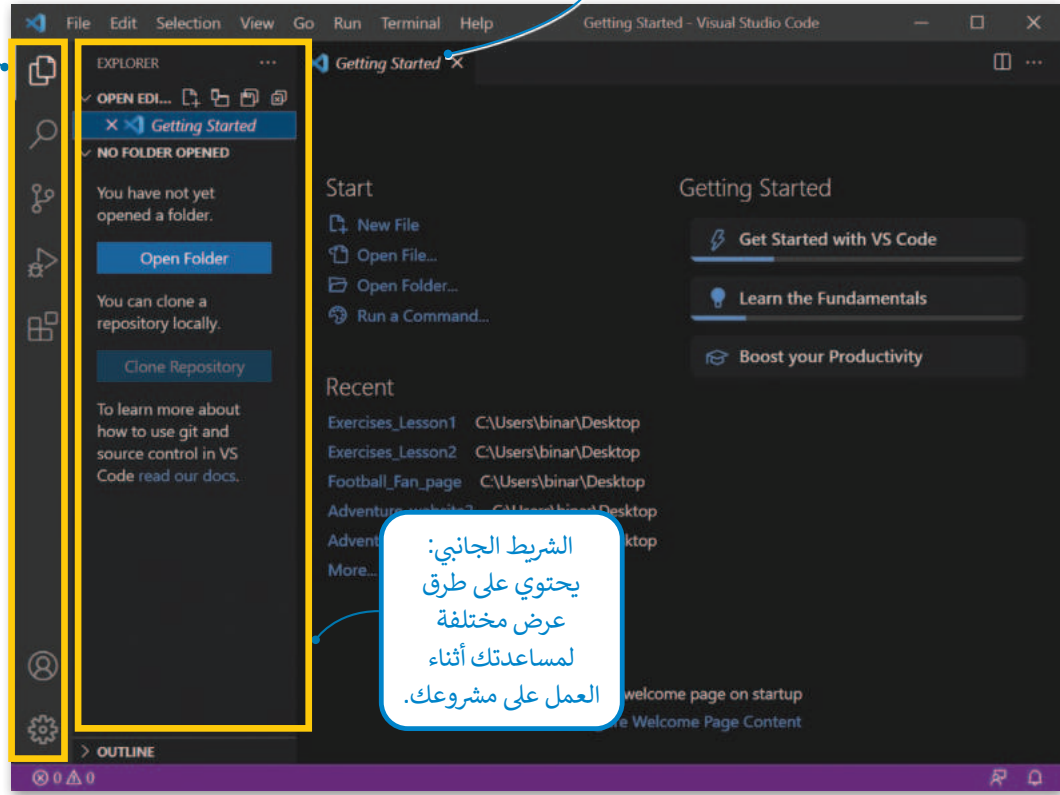 File Edit Selection View Go Run Terminal Help Getting Started - Visual Studio Code
EXPLORER
Getting Started
OPEN EDI...
Getting Started
NO FOLDER OPENED
You have not yet
opened a folder.
Open Folder
You can clone a
repository locally.
Clone Repository
To learn more about
how to use git and
source control in VS
Code read our docs.
OUTLINE
Start
New File
Open File...
Open Folder...
Run a Command...
Recent
Exercises_Lesson1 C:\Users\binar\Desktop
Exercises_Lesson2 C:\Users\binar\Desktop
Football_Fan_page C:\Users\binar\Desktop
More...
Getting Started
Get Started with VS Code
Learn the Fundamentals
Boost your Productivity
الشريط الجانبي:
يحتوي على طرق
عرض مختلفة
لمساعدتك أثناء
العمل على مشروعك.
welcome page on startup
Welcome Page Content
0 0